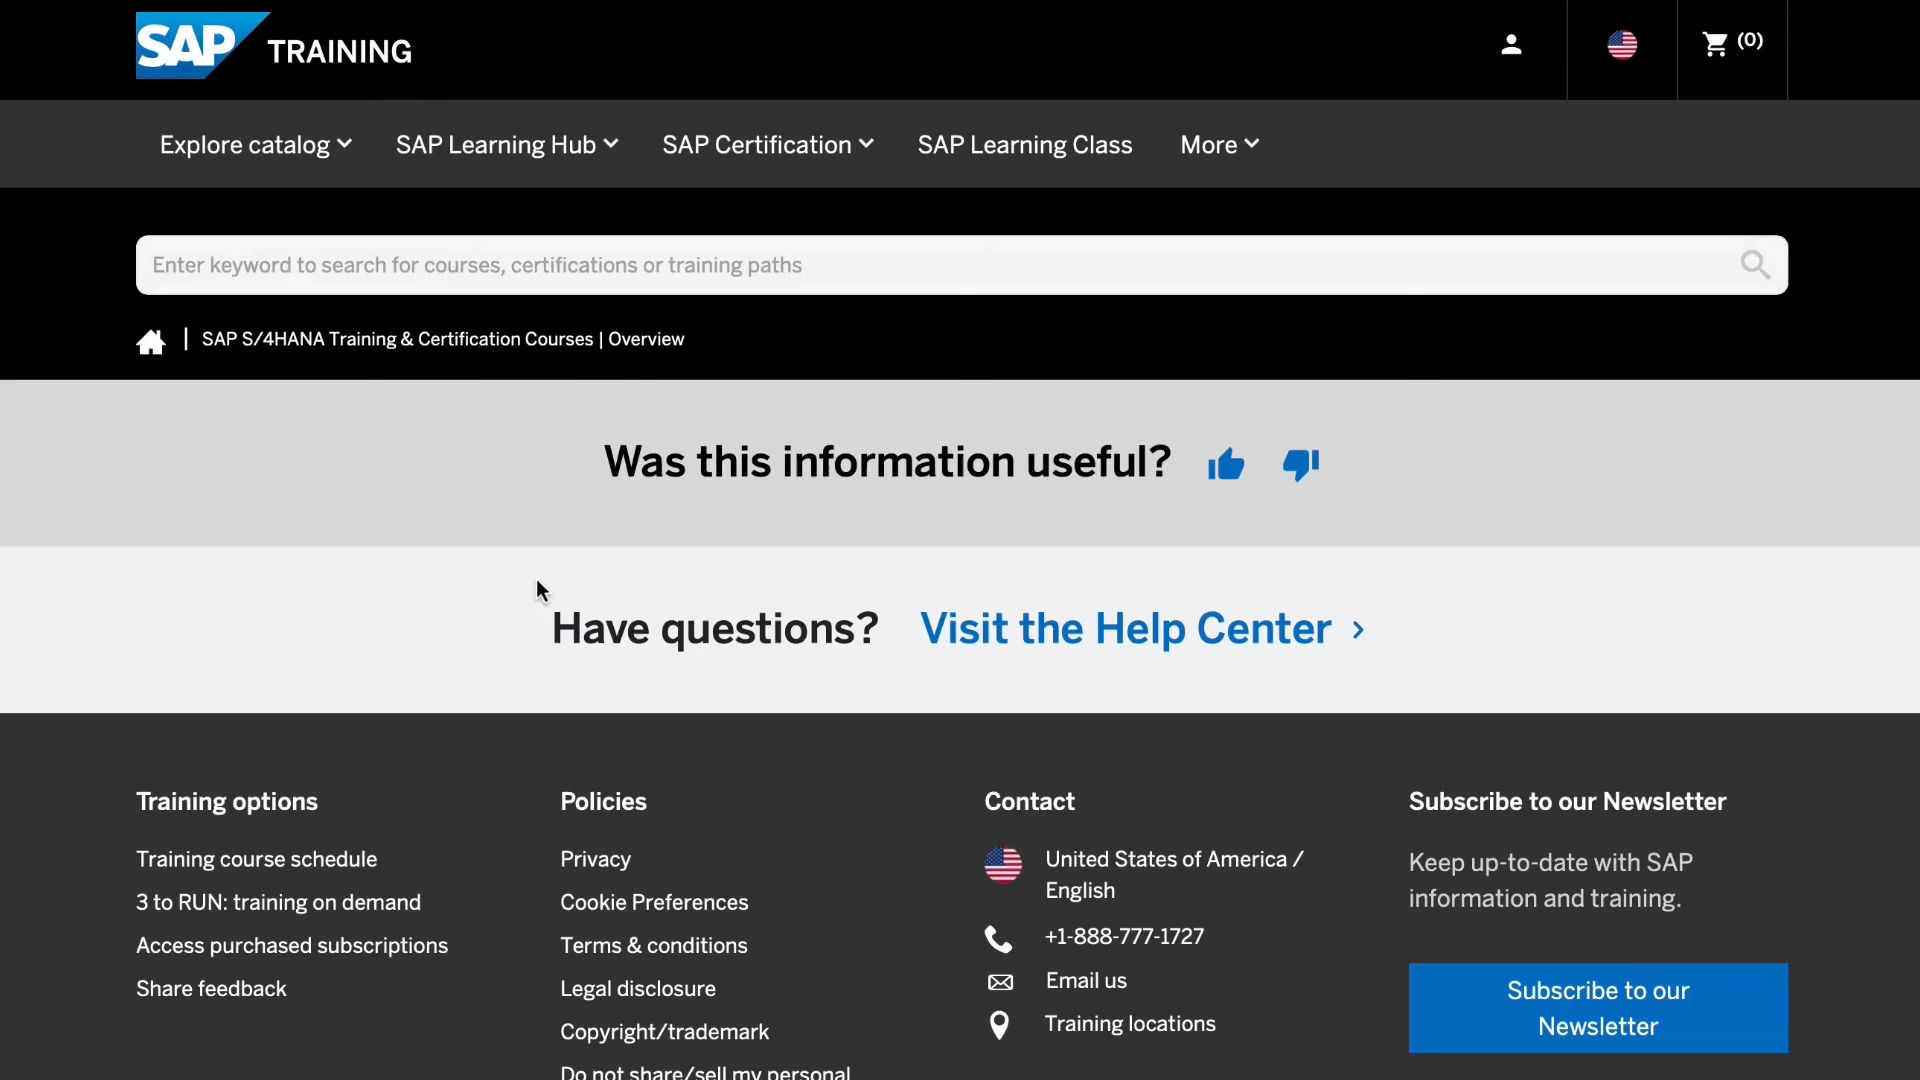 SAP TRAINING
(0)
Explore catalog
SAP Learning Hub
SAP Certification
SAP Learning Class
More
Enter keyword to search for courses, certifications or training paths
SAP S/4HANA Training & Certification Courses | Overview
Was this information useful?
Have questions? Visit the Help Center
Training options
Training course schedule
3 to RUN: training on demand
Access purchased subscriptions
Share feedback
Policies
Privacy
Cookie Preferences
Terms & conditions
Legal disclosure
Copyright/trademark
Do not share/sell my personal
Contact
United States of America /
English
+1-888-777-1727
Email us
Training locations
Subscribe to our Newsletter
Keep up-to-date with SAP
information and training.
Subscribe to our
Newsletter